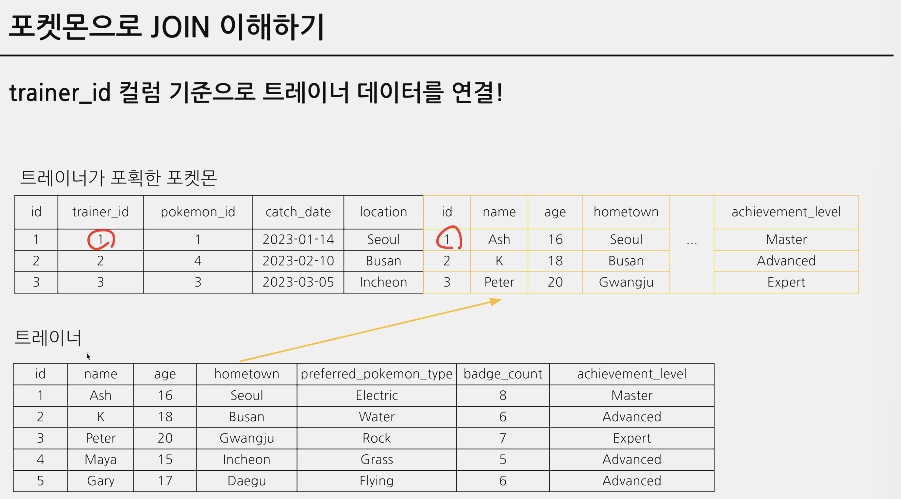 포켓몬으로 JOIN 이해하기
trainer_id 컬럼 기준으로 트레이너 데이터를 연결!
트레이너가 포획한 포켓몬
id trainer_id pokemon_id catch_date location id name age hometown achievement_level
1 1 1 2023-01-14 Seoul 1 Ash 16 Seoul ... Master
2 2 4 2023-02-10 Busan 2 K 18 Busan Advanced
3 3 3 2023-03-05 Incheon 3 Peter 20 Gwangju Expert
트레이너
id name age hometown preferred_pokemon_type badge_count achievement_level
1 Ash 16 Seoul Electric 8 Master
2 K 18 Busan Water 6 Advanced
3 Peter 20 Gwangju Rock 7 Expert
4 Maya 15 Incheon Grass 5 Advanced
5 Gary 17 Daegu Flying 6 Advanced